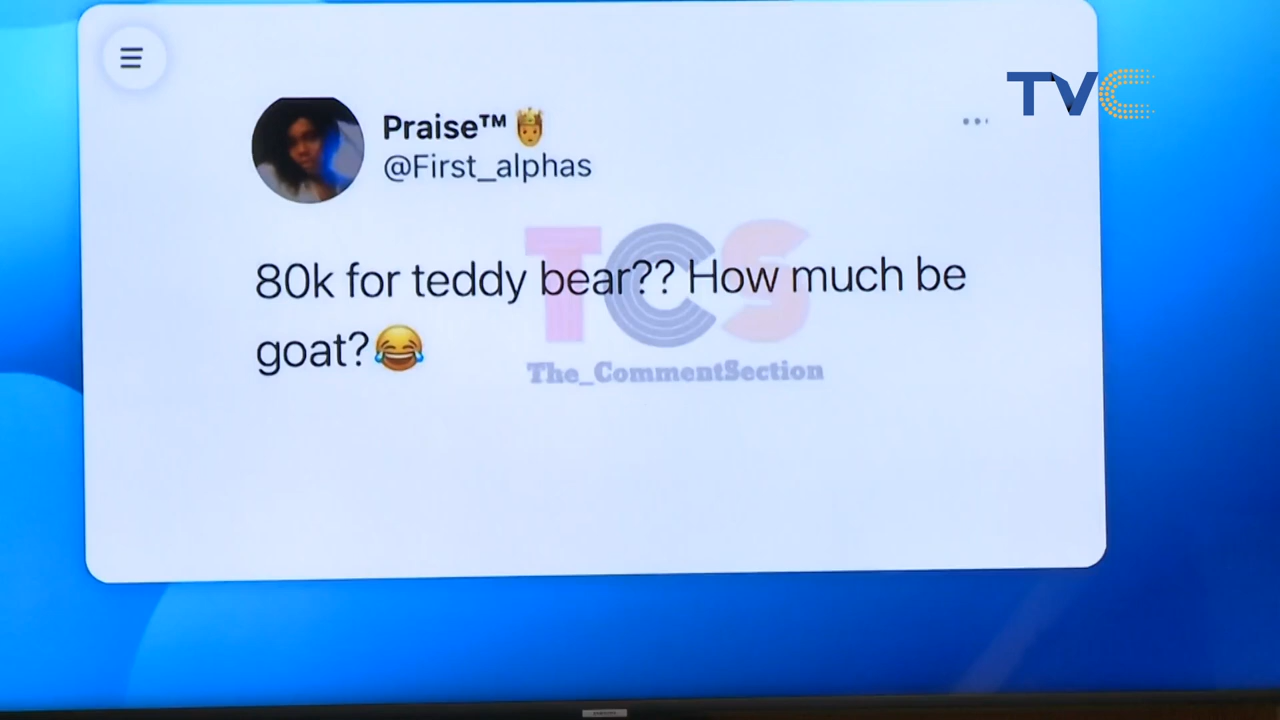 TVC
Praise™🤴
@First_alphas
80k for teddy bear?? How much be
goat?😂
TCS
The_CommentSection